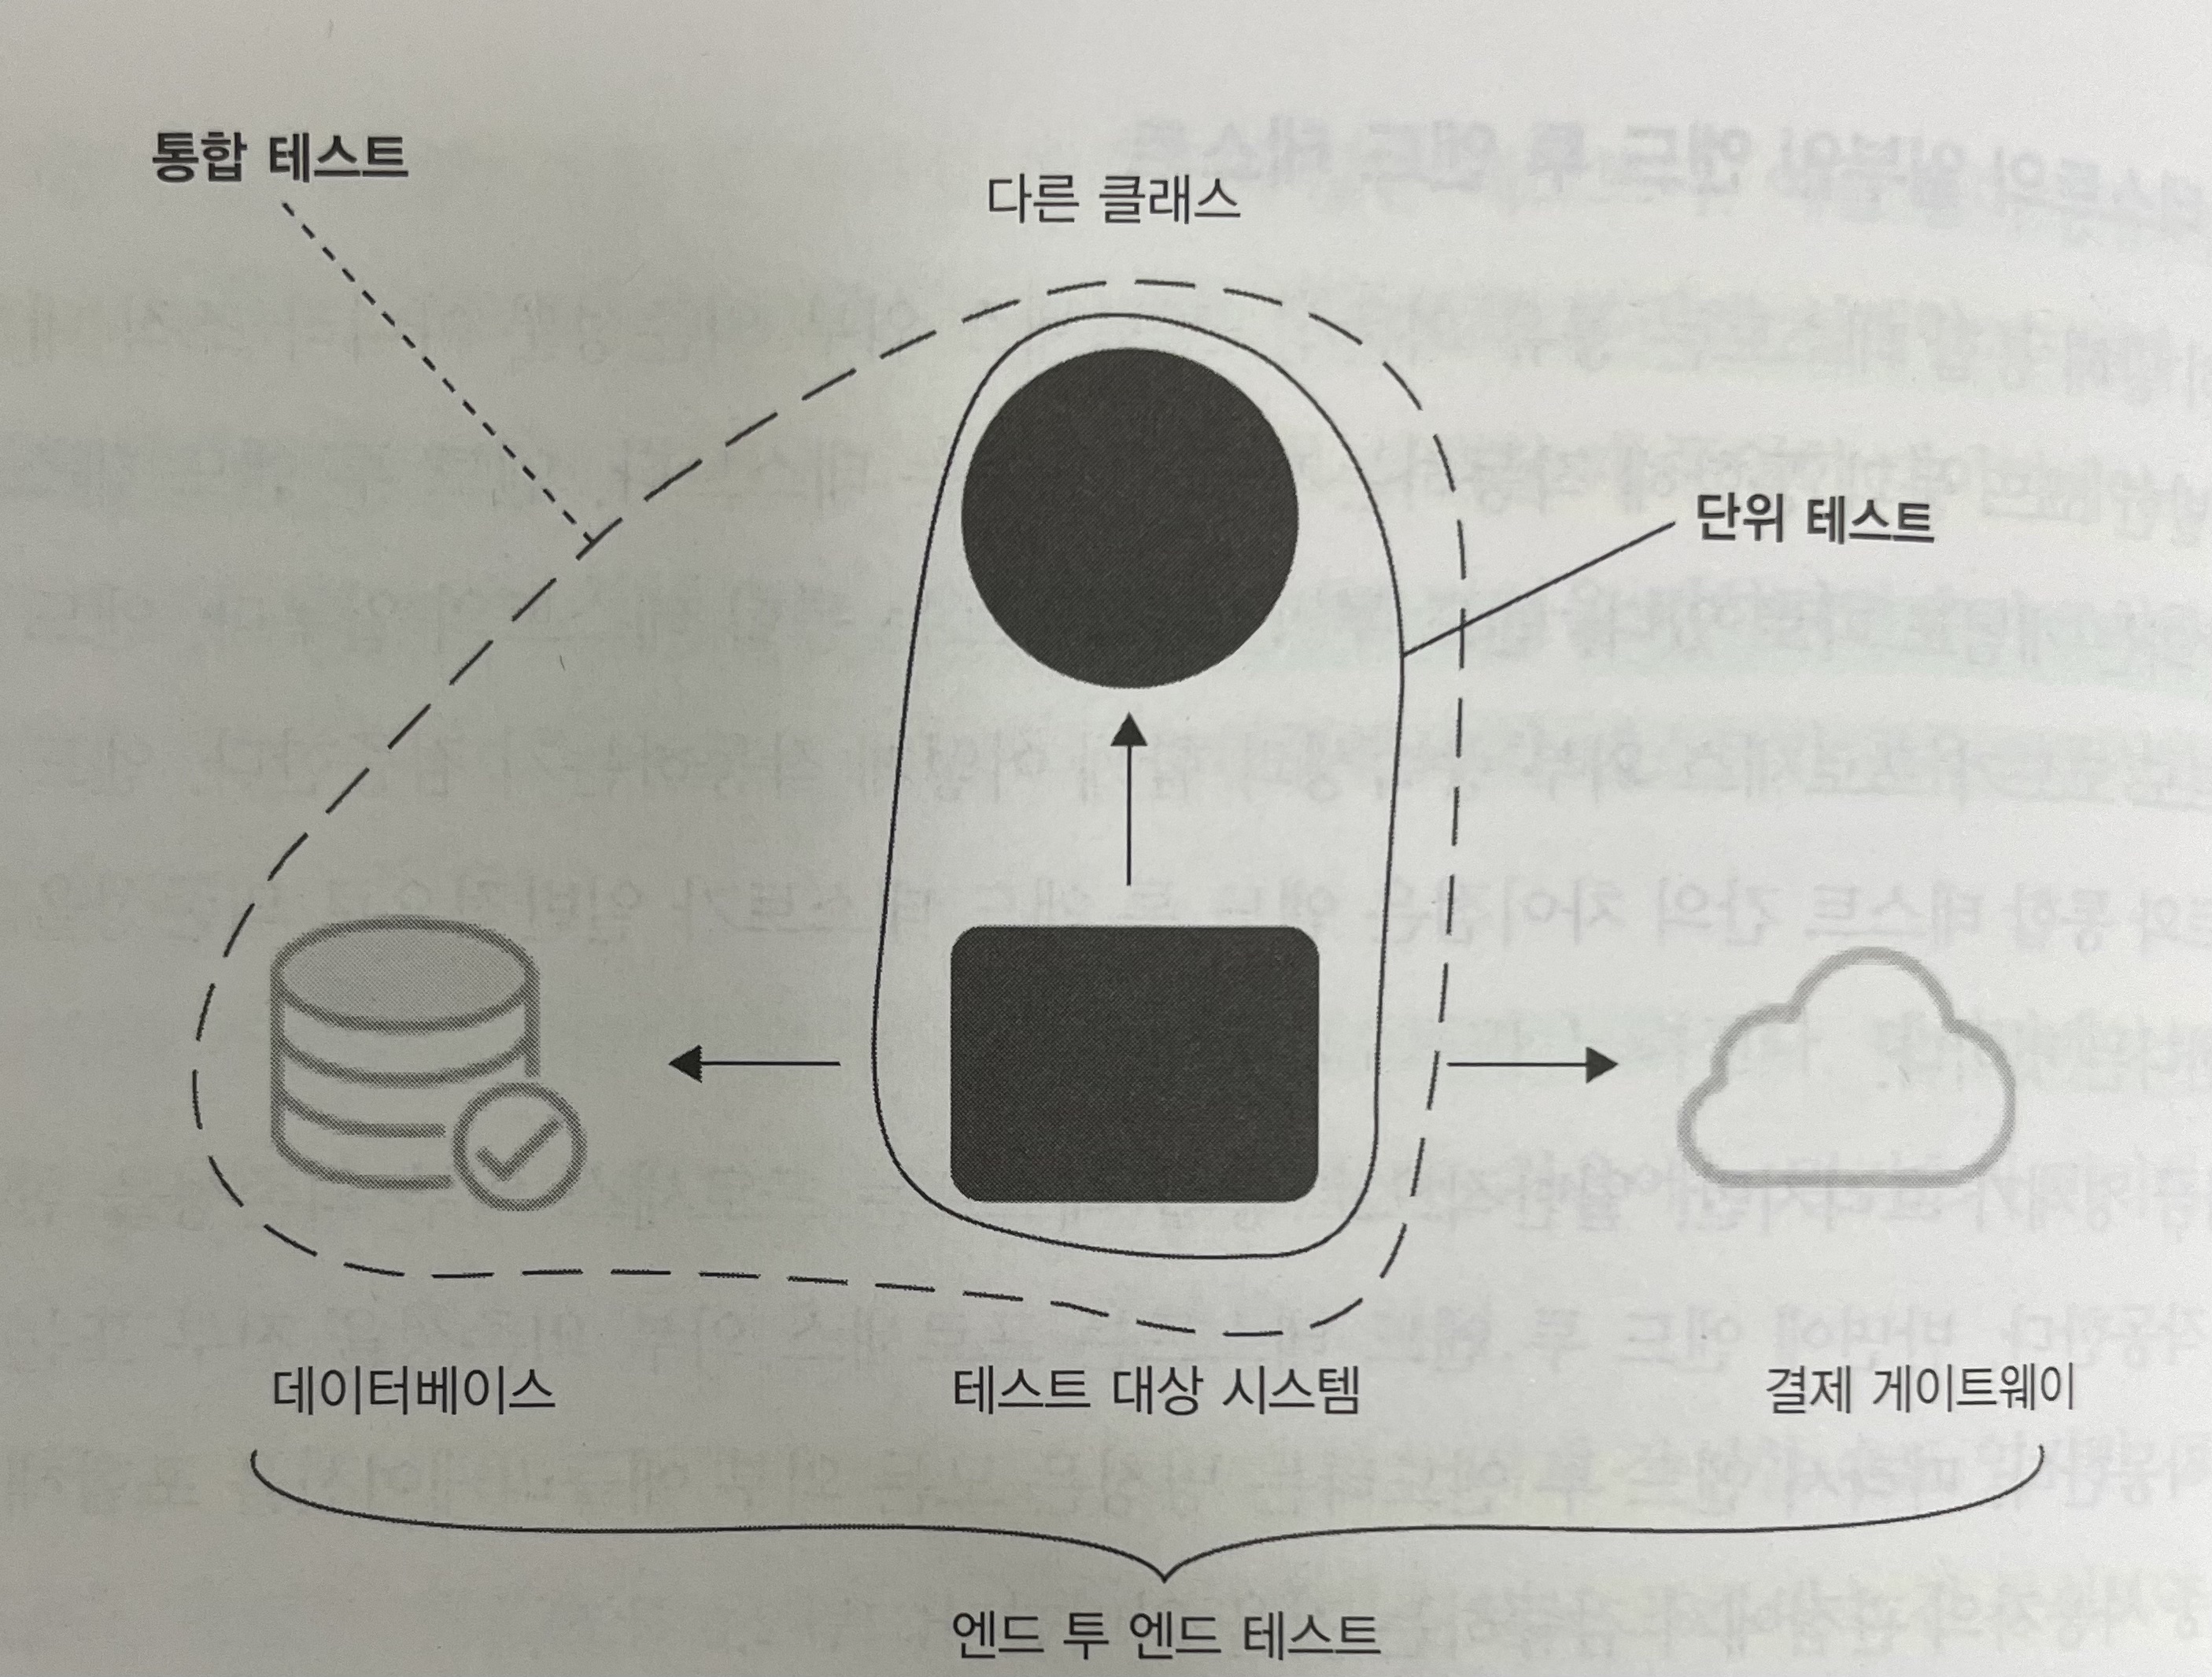 통합 테스트
다른 클래스
단위 테스트
데이터베이스
테스트 대상 시스템
결제 게이트웨이
엔드 투 엔드 테스트